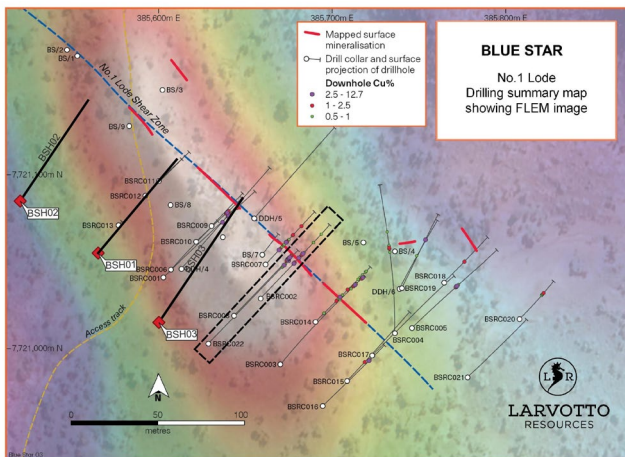 385,600m E
385,700m E
385,800m E
Mapped surface
mineralisation
Drill collar and surface
projection of drillhole
Downhole Cu%
2.5 - 12.7
1 - 2.5
0.5 - 1
BLUE STAR
No.1 Lode
Drilling summary map
showing FLEM image
BS/2
BS/1
No.1 Lode Shear Zone
BS/3
BS/9
BSH02
7,721,100m N
BSRC011
BSRC012
BSH02
BS/8
BSRC013
BSRC009
DDH/5
BSRC010
BSH03
BS/5
BS/4
BSH01
BSH01
BS/7
BSRC007
BSRC006
DDH/4
BSRC001
BSRC018
DDH/6
BSRC019
BSRC002
BSH03
BSRC014
BSRC005
BSRC020
BSRC004
Access track
BSRC022
7,721,000m N
BSRC017
BSRC003
BSRC015
BSRC021
BSRC016
N
0
50
100
metres
L R
LARVOTTO
RESOURCES